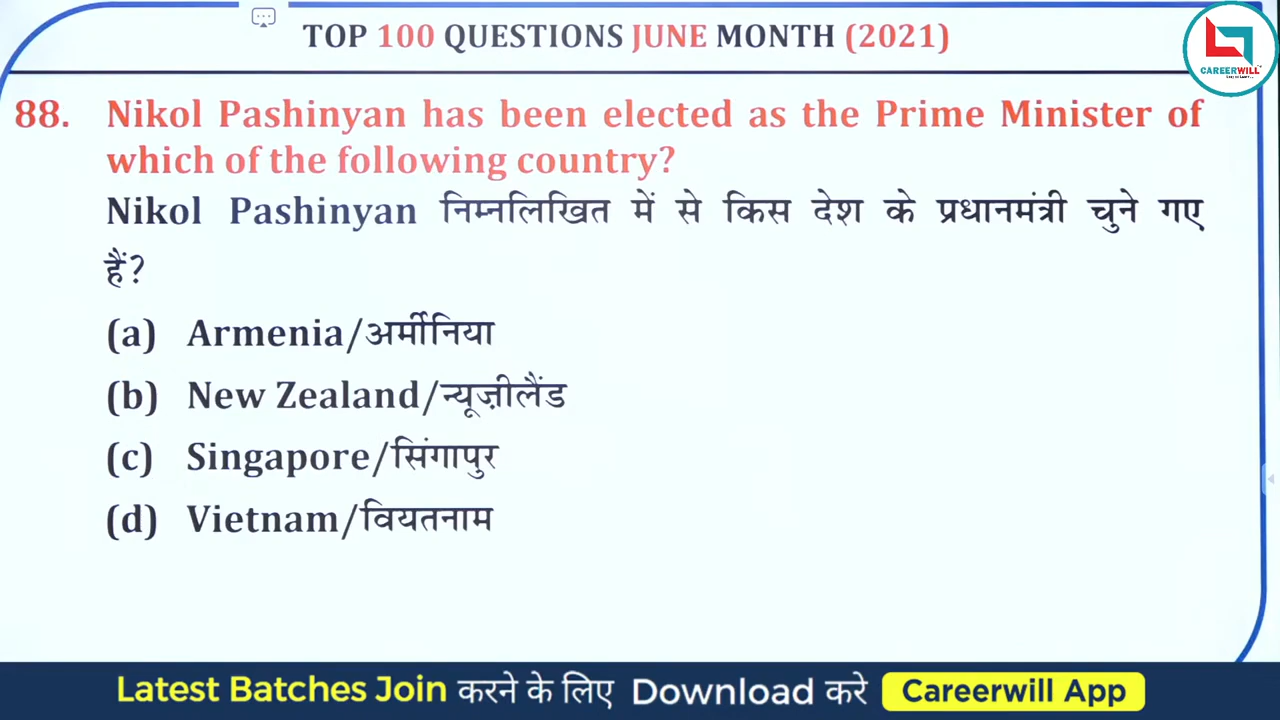 TOP 100 QUESTIONS JUNE MONTH (2021)
CAREERWILL
88. Nikol Pashinyan has been elected as the Prime Minister of
which of the following country?
Nikol Pashinyan निम्नलिखित में से किस देश के प्रधानमंत्री चुने गए
हैं?
(a) Armenia/अर्मीनिया
(b) New Zealand/न्यूज़ीलैंड
(c) Singapore/सिंगापुर
(d) Vietnam/वियतनाम
Latest Batches Join करने के लिए Download करे Careerwill App